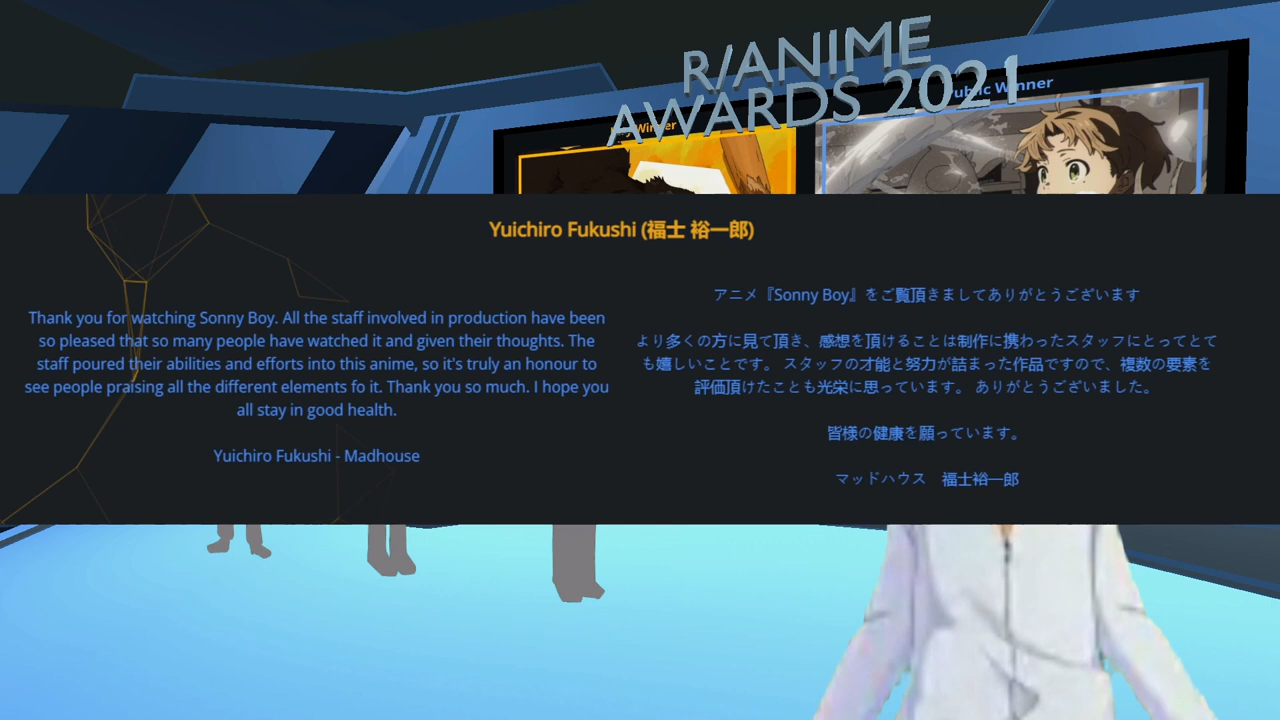 R/ANIME
AWARDS 2021
Winner
Public Winner
Yuichiro Fukushi (福士 裕一郎)
Thank you for watching Sonny Boy. All the staff involved in production have been
so pleased that so many people have watched it and given their thoughts. The
staff poured their abilities and efforts into this anime, so it's truly an honour to
see people praising all the different elements fo it. Thank you so much. I hope you
all stay in good health.
Yuichiro Fukushi - Madhouse
アニメ『Sonny Boy』をご覧頂きましてありがとうございます
より多くの方に見て頂き、感想を頂けることは制作に携わったスタッフにとってとて
も嬉しいことです。 スタッフの才能と努力が詰まった作品ですので、複数の要素を
評価頂けたことも光栄に思っています。 ありがとうございました。
皆様の健康を願っています。
マッドハウス　福士裕一郎